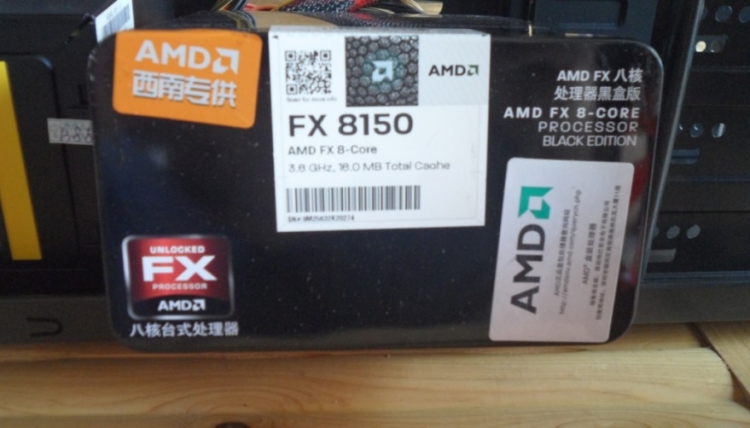 AMD
西南专供
AMD
FX 8150
AMD FX 8-Core
3.6 GHz, 16.0 MB Total Cache
AMD FX 八核
处理器黑盒版
AMD FX 8-CORE
PROCESSOR
BLACK EDITION
UNLOCKED
FX
PROCESSOR
AMD
八核台式处理器
AMD